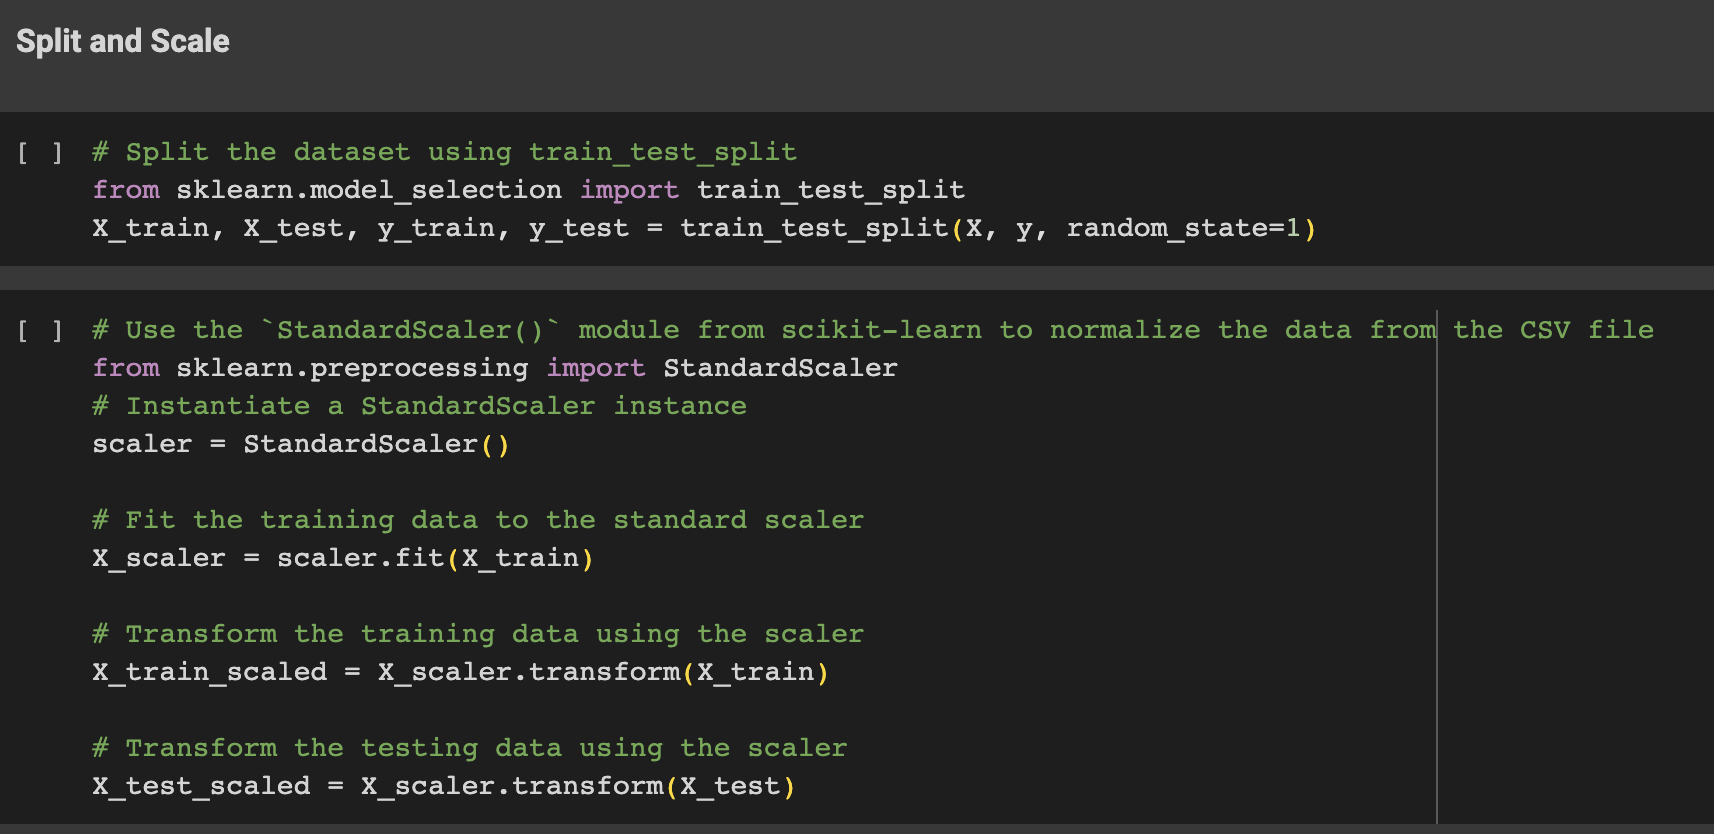 Split and Scale
[ ] # Split the dataset using train_test_split
from sklearn.model_selection import train_test_split
X_train, X_test, y_train, y_test = train_test_split(X, y, random_state=1)
[ ] # Use the `StandardScaler()` module from scikit-learn to normalize the data from the CSV file
from sklearn.preprocessing import StandardScaler
# Instantiate a StandardScaler instance
scaler = StandardScaler()
# Fit the training data to the standard scaler
X_scaler = scaler.fit(X_train)
# Transform the training data using the scaler
X_train_scaled = X_scaler.transform(X_train)
# Transform the testing data using the scaler
X_test_scaled = X_scaler.transform(X_test)